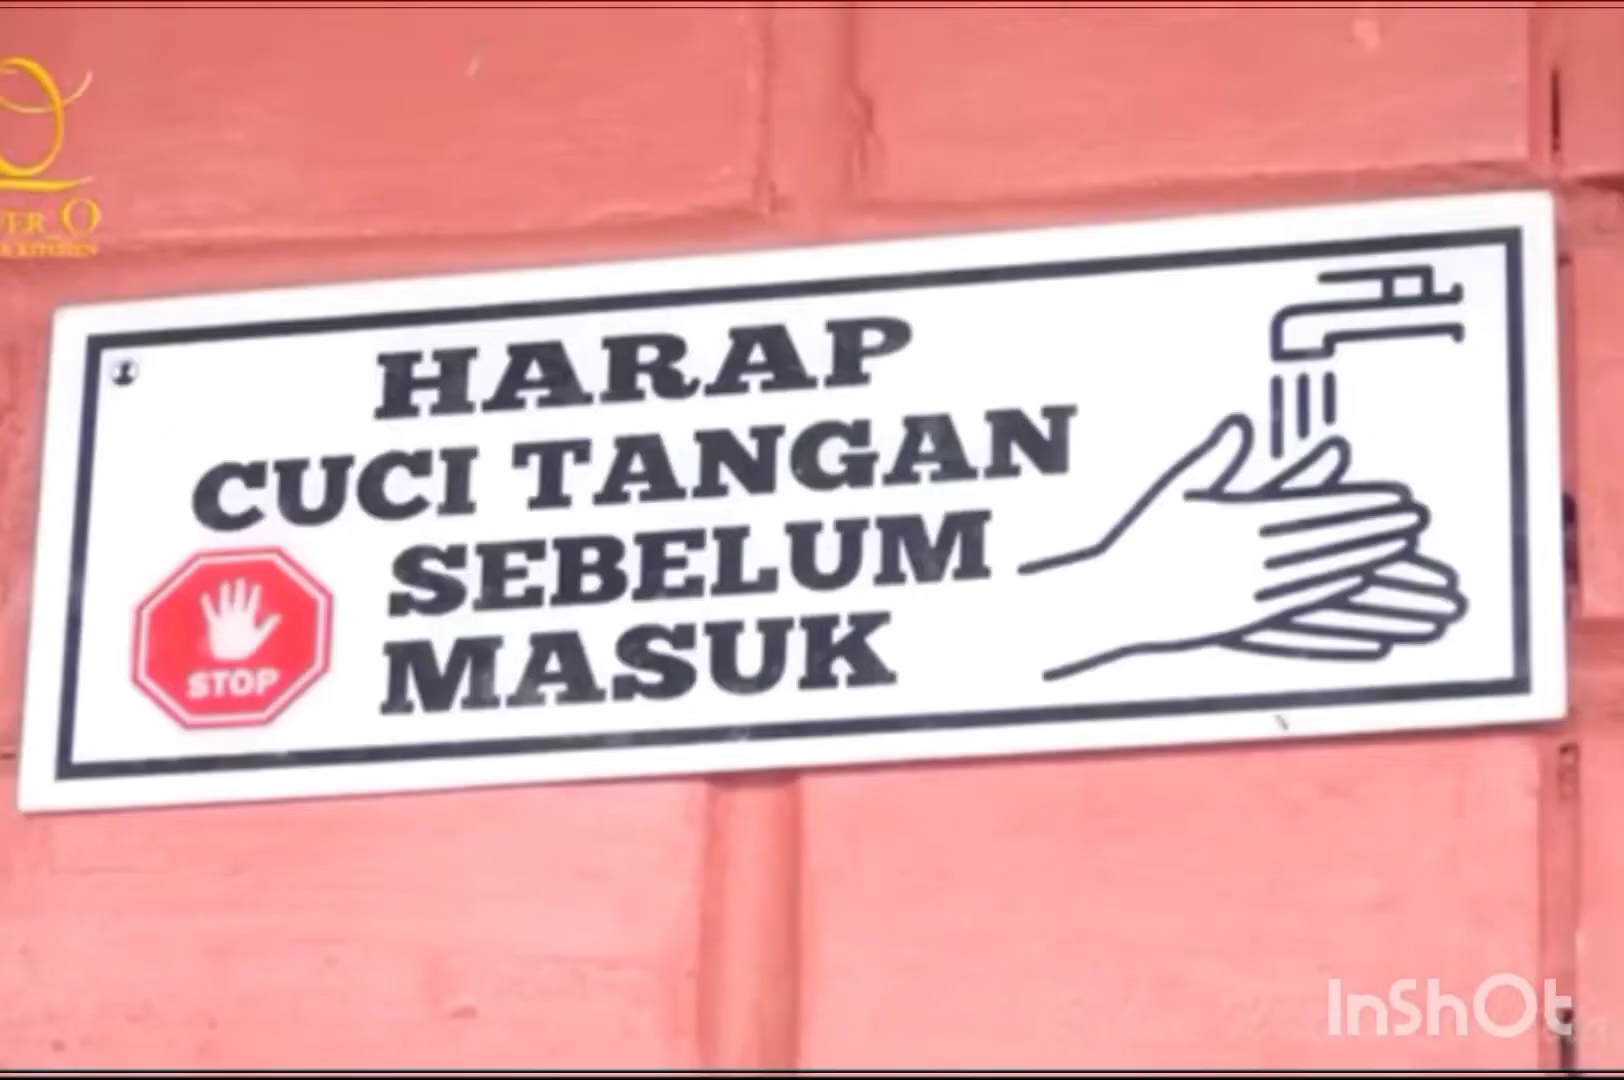 HARAP
CUCI TANGAN
SEBELUM
MASUK
STOP
InShOt